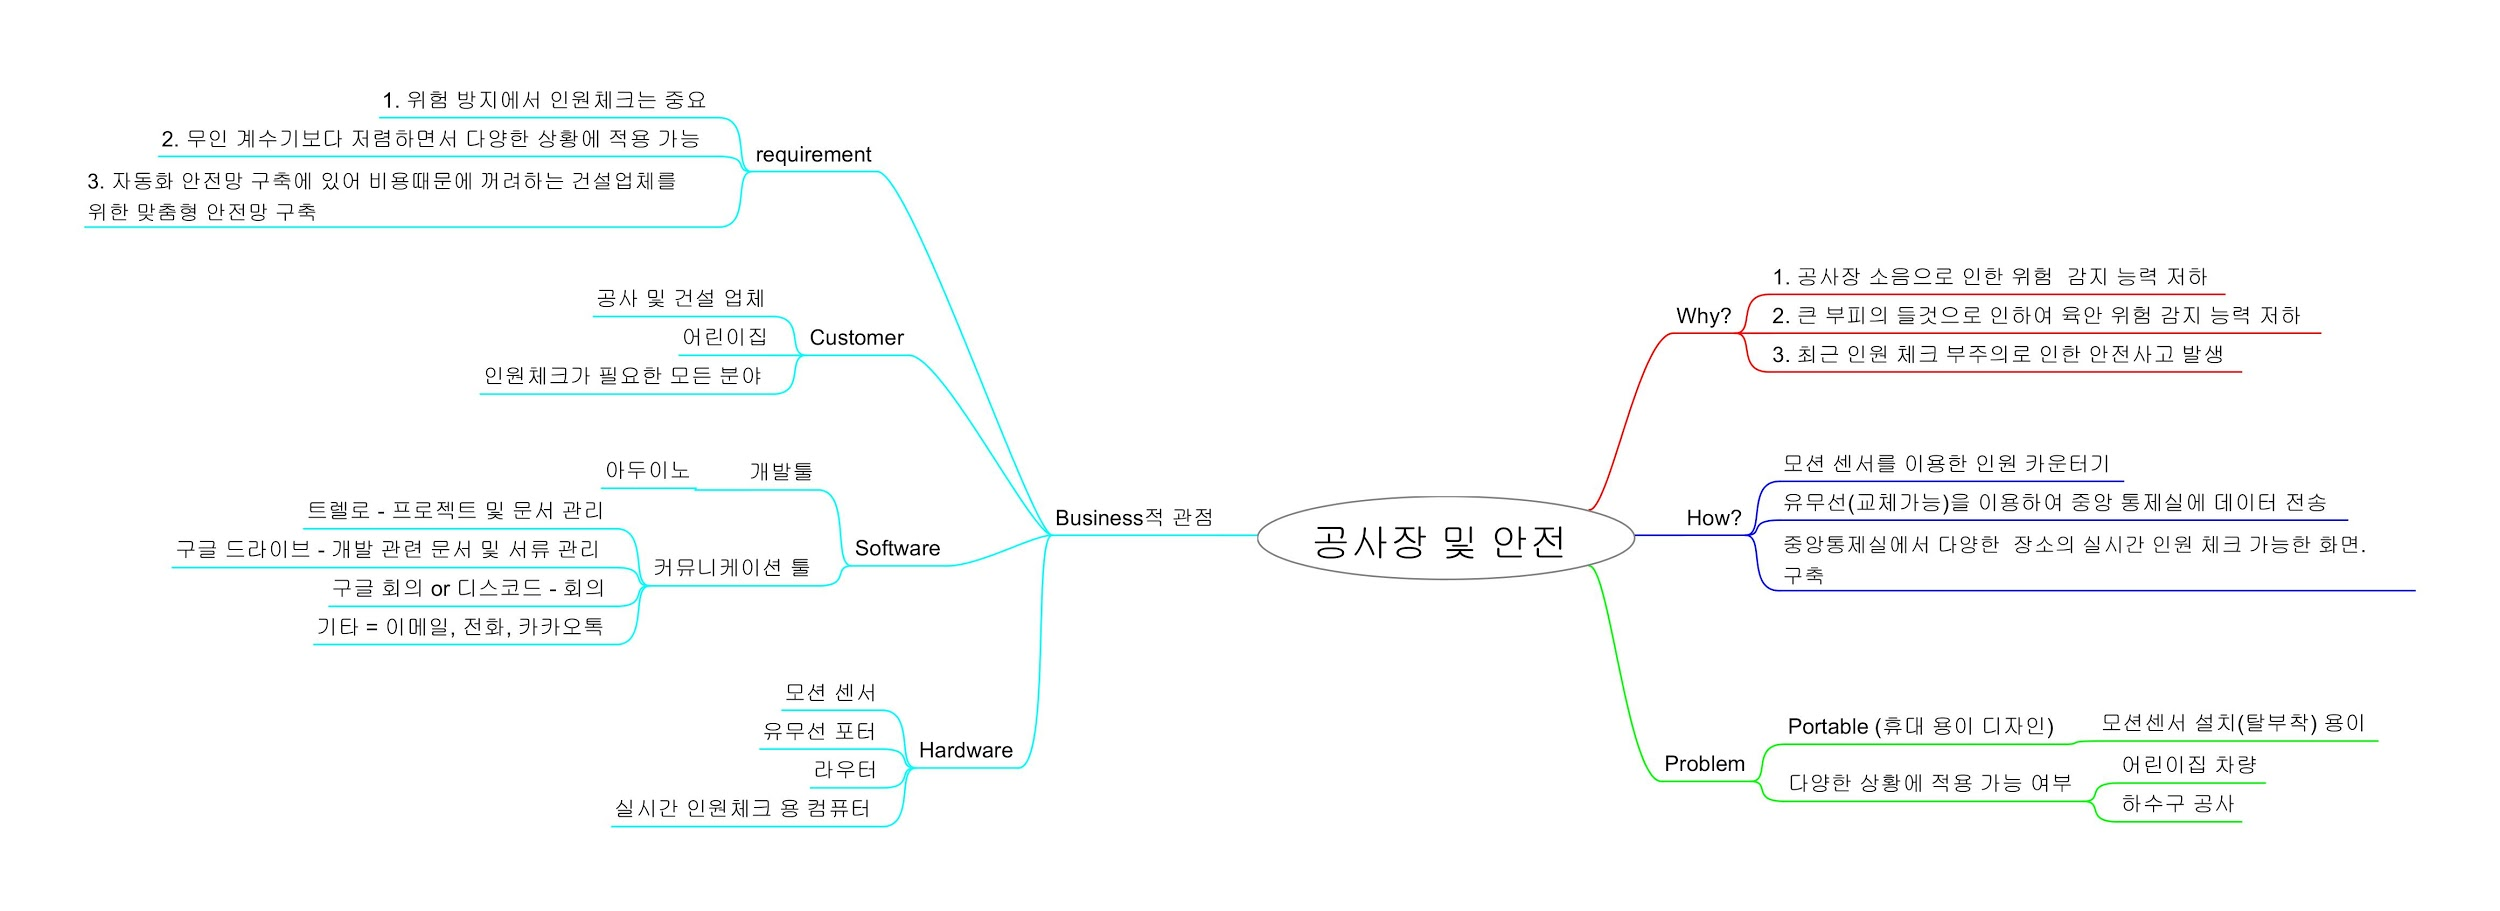 공사장 및 안전
Why?
1. 공사장 소음으로 인한 위험  감지 능력 저하
2. 큰 부피의 들것으로 인하여 육안 위험 감지 능력 저하
3. 최근 인원 체크 부주의로 인한 안전사고 발생
How?
모션 센서를 이용한 인원 카운터기
유무선(교체가능)을 이용하여 중앙 통제실에 데이터 전송
중앙통제실에서 다양한  장소의 실시간 인원 체크 가능한 화면.
구축
Problem
Portable (휴대 용이 디자인)
모션센서 설치(탈부착) 용이
다양한 상황에 적용 가능 여부
어린이집 차량
하수구 공사
Business적 관점
requirement
1. 위험 방지에서 인원체크는 중요
2. 무인 계수기보다 저렴하면서 다양한 상황에 적용 가능
3. 자동화 안전망 구축에 있어 비용때문에 꺼려하는 건설업체를
위한 맞춤형 안전망 구축
Customer
공사 및 건설 업체
어린이집
인원체크가 필요한 모든 분야
Software
개발툴
아두이노
커뮤니케이션 툴
트렐로 - 프로젝트 및 문서 관리
구글 드라이브 - 개발 관련 문서 및 서류 관리
구글 회의 or 디스코드 - 회의
기타 = 이메일, 전화, 카카오톡
Hardware
모션 센서
유무선 포터
라우터
실시간 인원체크 용 컴퓨터